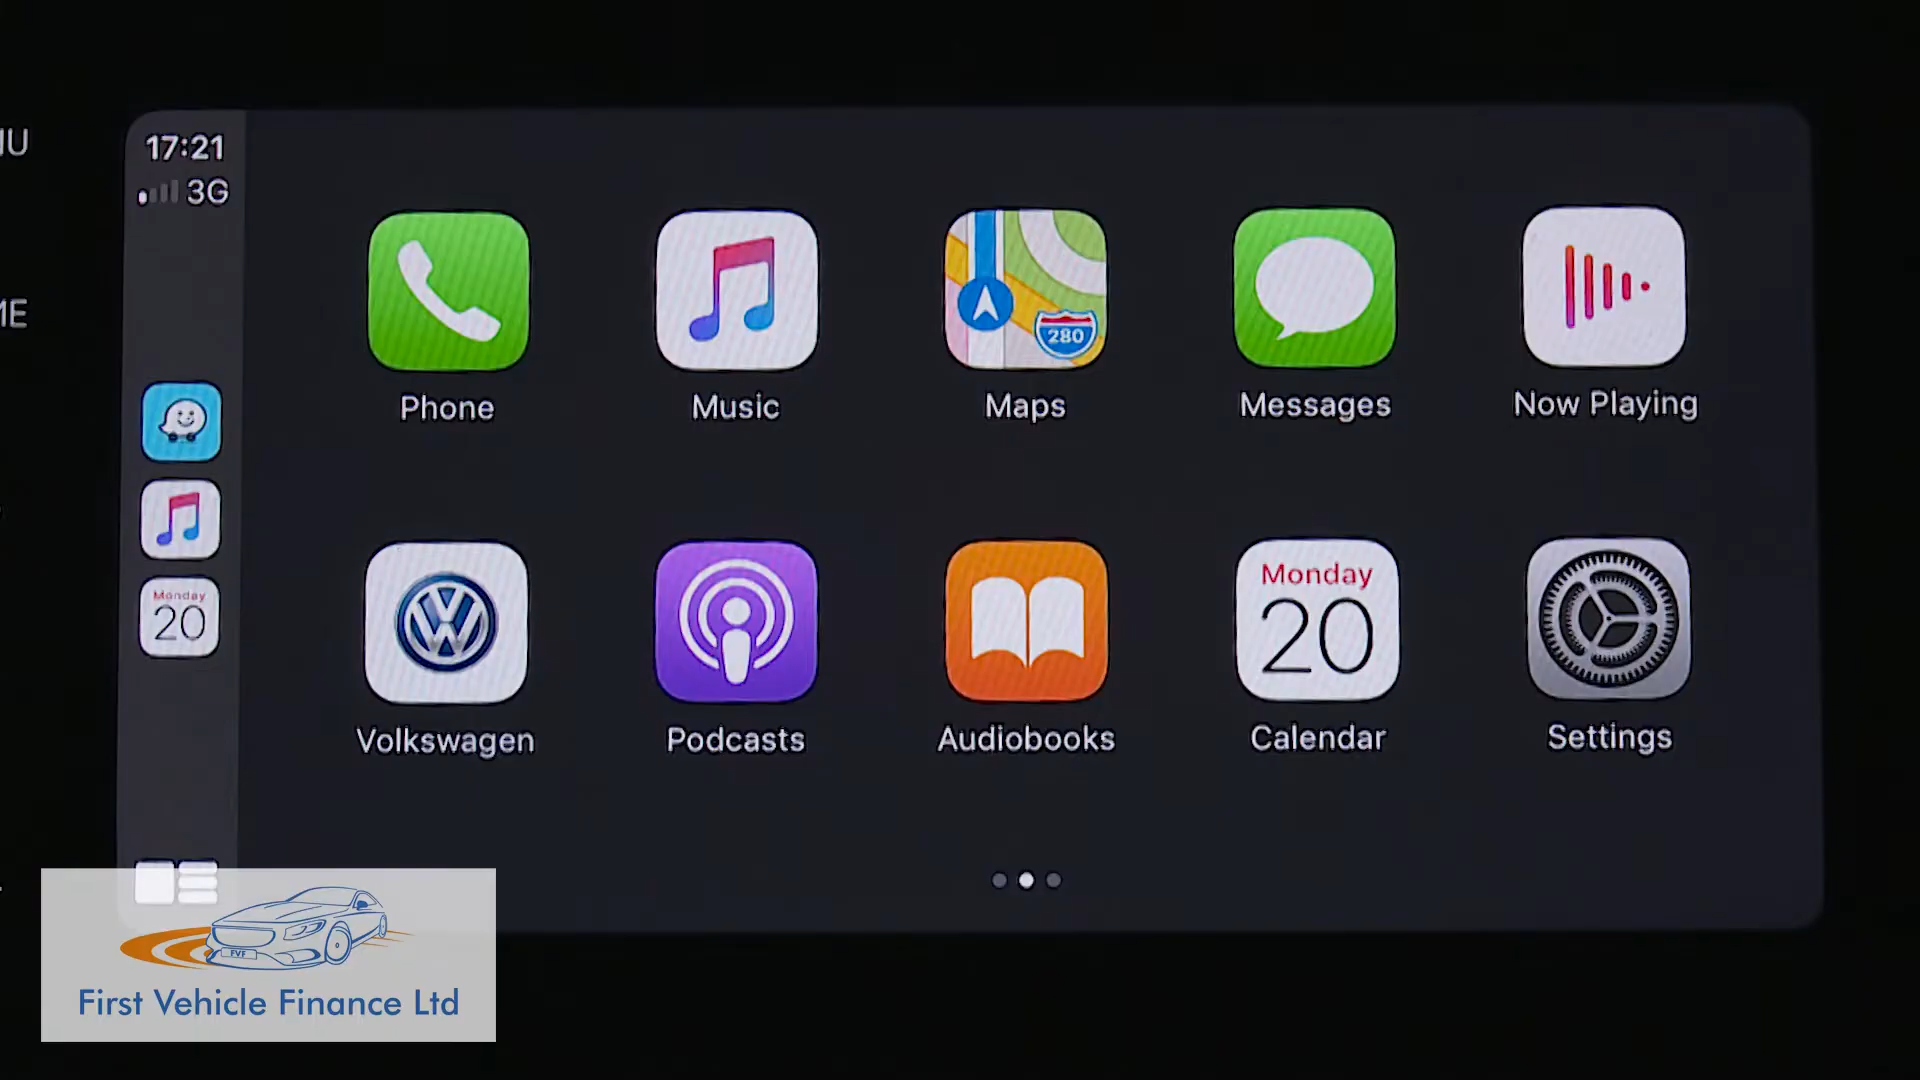 17:21
3G
Phone
Music
280
Maps
Messages
Now Playing
Monday
20
Volkswagen
Podcasts
Audiobooks
Monday
20
Calendar
Settings
FVF
First Vehicle Finance Ltd